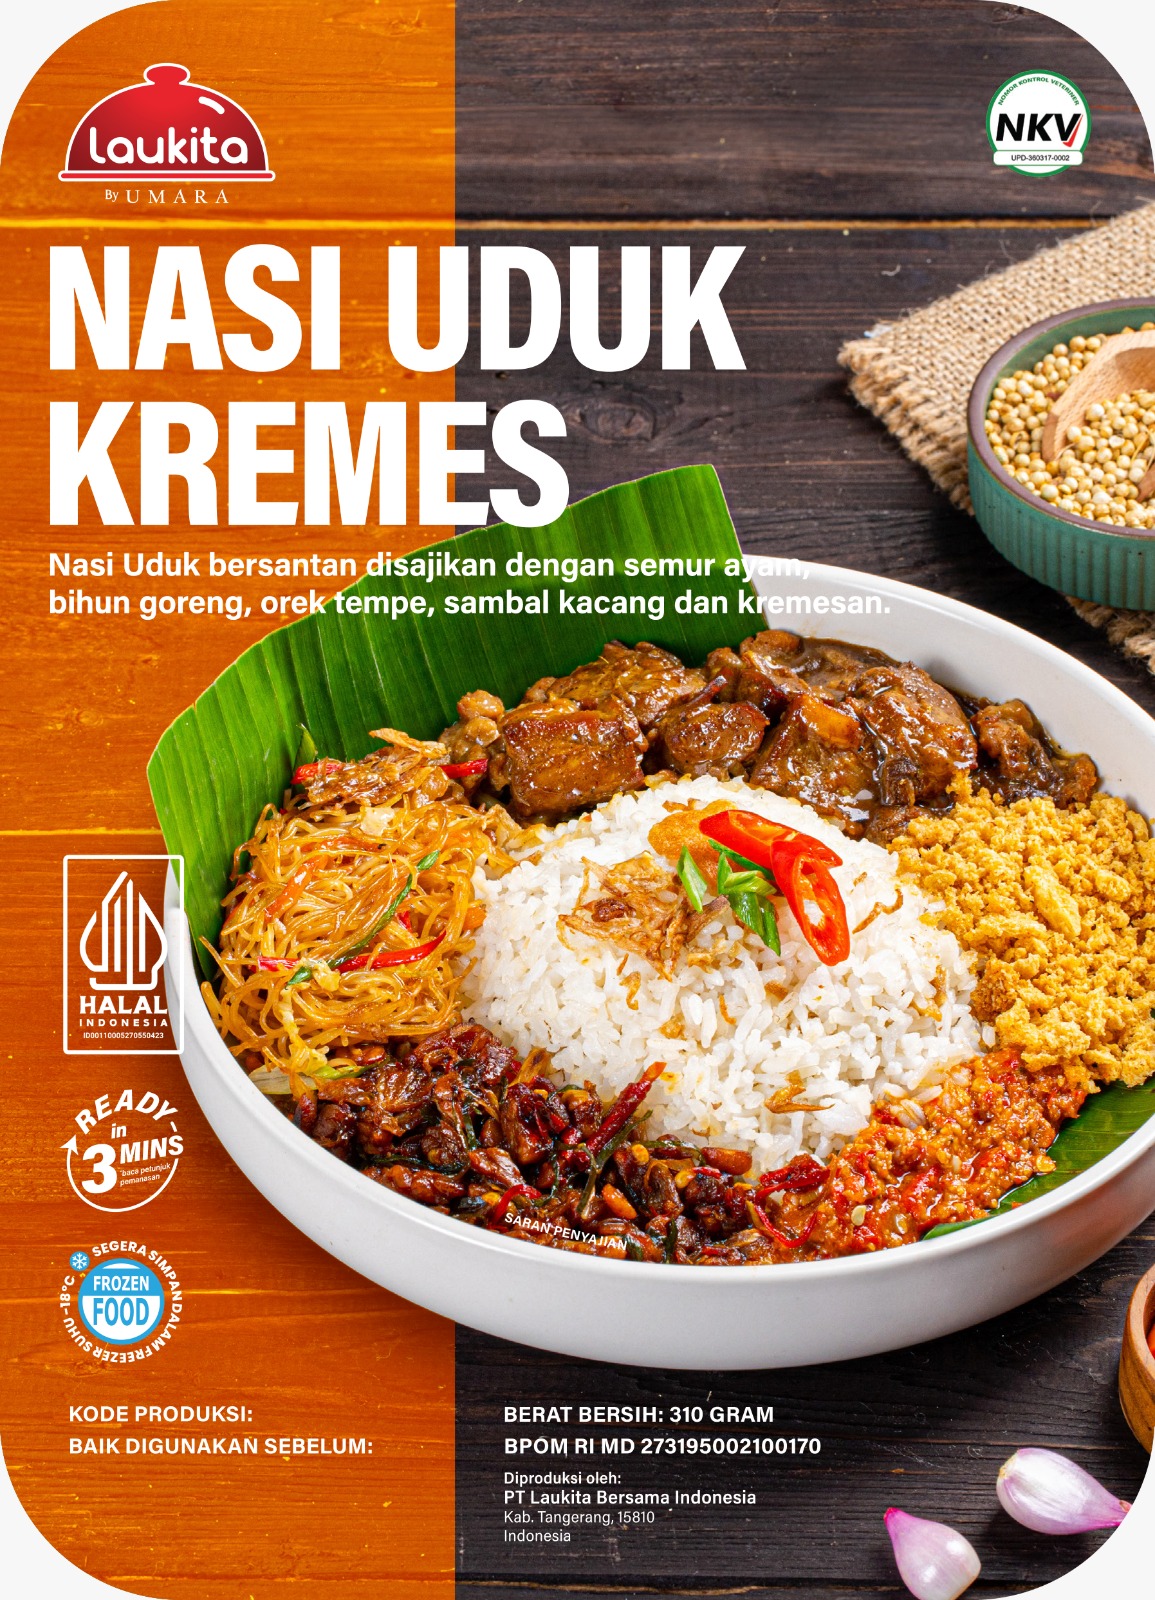 laukita
By UMARA
NOMOR KONTROL VETERINER
NKV
UPD-360317-0002
NASI UDUK
KREMES
Nasi Uduk bersantan disajikan dengan semur ayam,
bihun goreng, orek tempe, sambal kacang dan kremesan.
HALAL
INDONESIA
ID00110005270550423
READY
in
3 MINS
*baca petunjuk
pemanasan
SARAN PENYAJIAN
SEGERA SIMPAN DALAM FREEZER SUHU -18°C
FROZEN
FOOD
KODE PRODUKSI:
BAIK DIGUNAKAN SEBELUM:
BERAT BERSIH: 310 GRAM
BPOM RI MD 273195002100170
Diproduksi oleh:
PT Laukita Bersama Indonesia
Kab. Tangerang, 15810
Indonesia